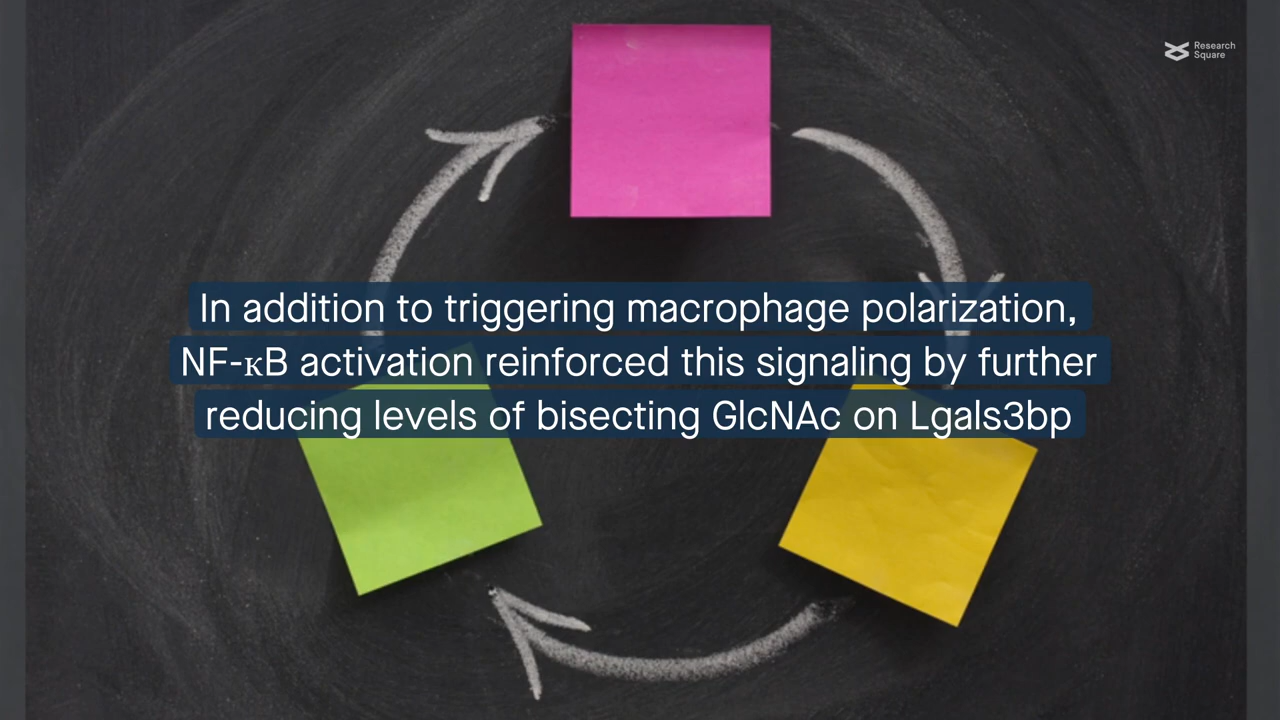 Research
Square
In addition to triggering macrophage polarization,
NF-κB activation reinforced this signaling by further
reducing levels of bisecting GlcNAc on Lgals3bp